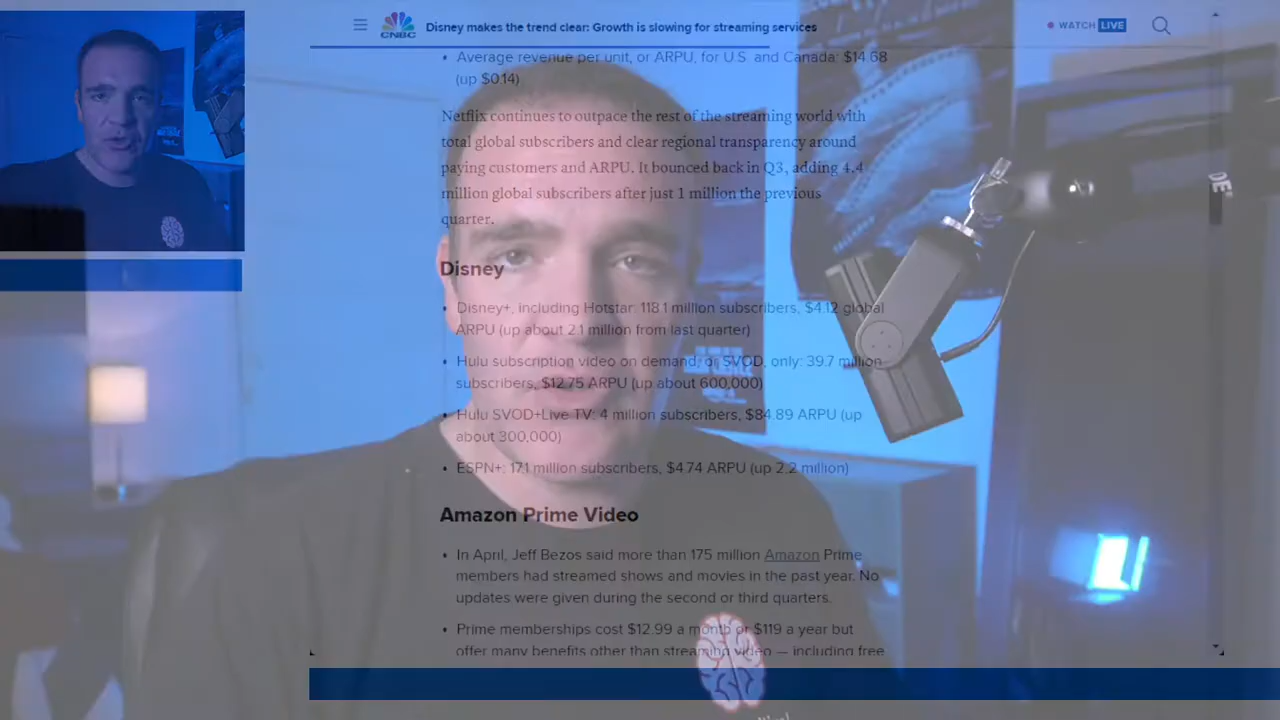 Disney makes the trend clear: Growth is slowing for streaming services
WATCH LIVE
CNBC
• Average revenue per unit, or ARPU, for U.S. and Canada: $14.68
(up $0.14)
Netflix continues to outpace the rest of the streaming world with
total global subscribers and clear regional transparency around
paying customers and ARPU. It bounced back in Q3, adding 4.4
million global subscribers after just 1 million the previous
quarter.
Disney
• Disney+, including Hotstar: 118.1 million subscribers, $4.12 global
ARPU (up about 2.1 million from last quarter)
• Hulu subscription video on demand, or SVOD, only: 39.7 million
subscribers, $12.75 ARPU (up about 600,000)
• Hulu SVOD+Live TV: 4 million subscribers, $84.89 ARPU (up
about 300,000)
• ESPN+: 17.1 million subscribers, $4.74 ARPU (up 2.2 million)
Amazon Prime Video
• In April, Jeff Bezos said more than 175 million Amazon Prime
members had streamed shows and movies in the past year. No
updates were given during the second or third quarters.
• Prime memberships cost $12.99 a month or $119 a year but
offer many benefits other than streaming video — including free